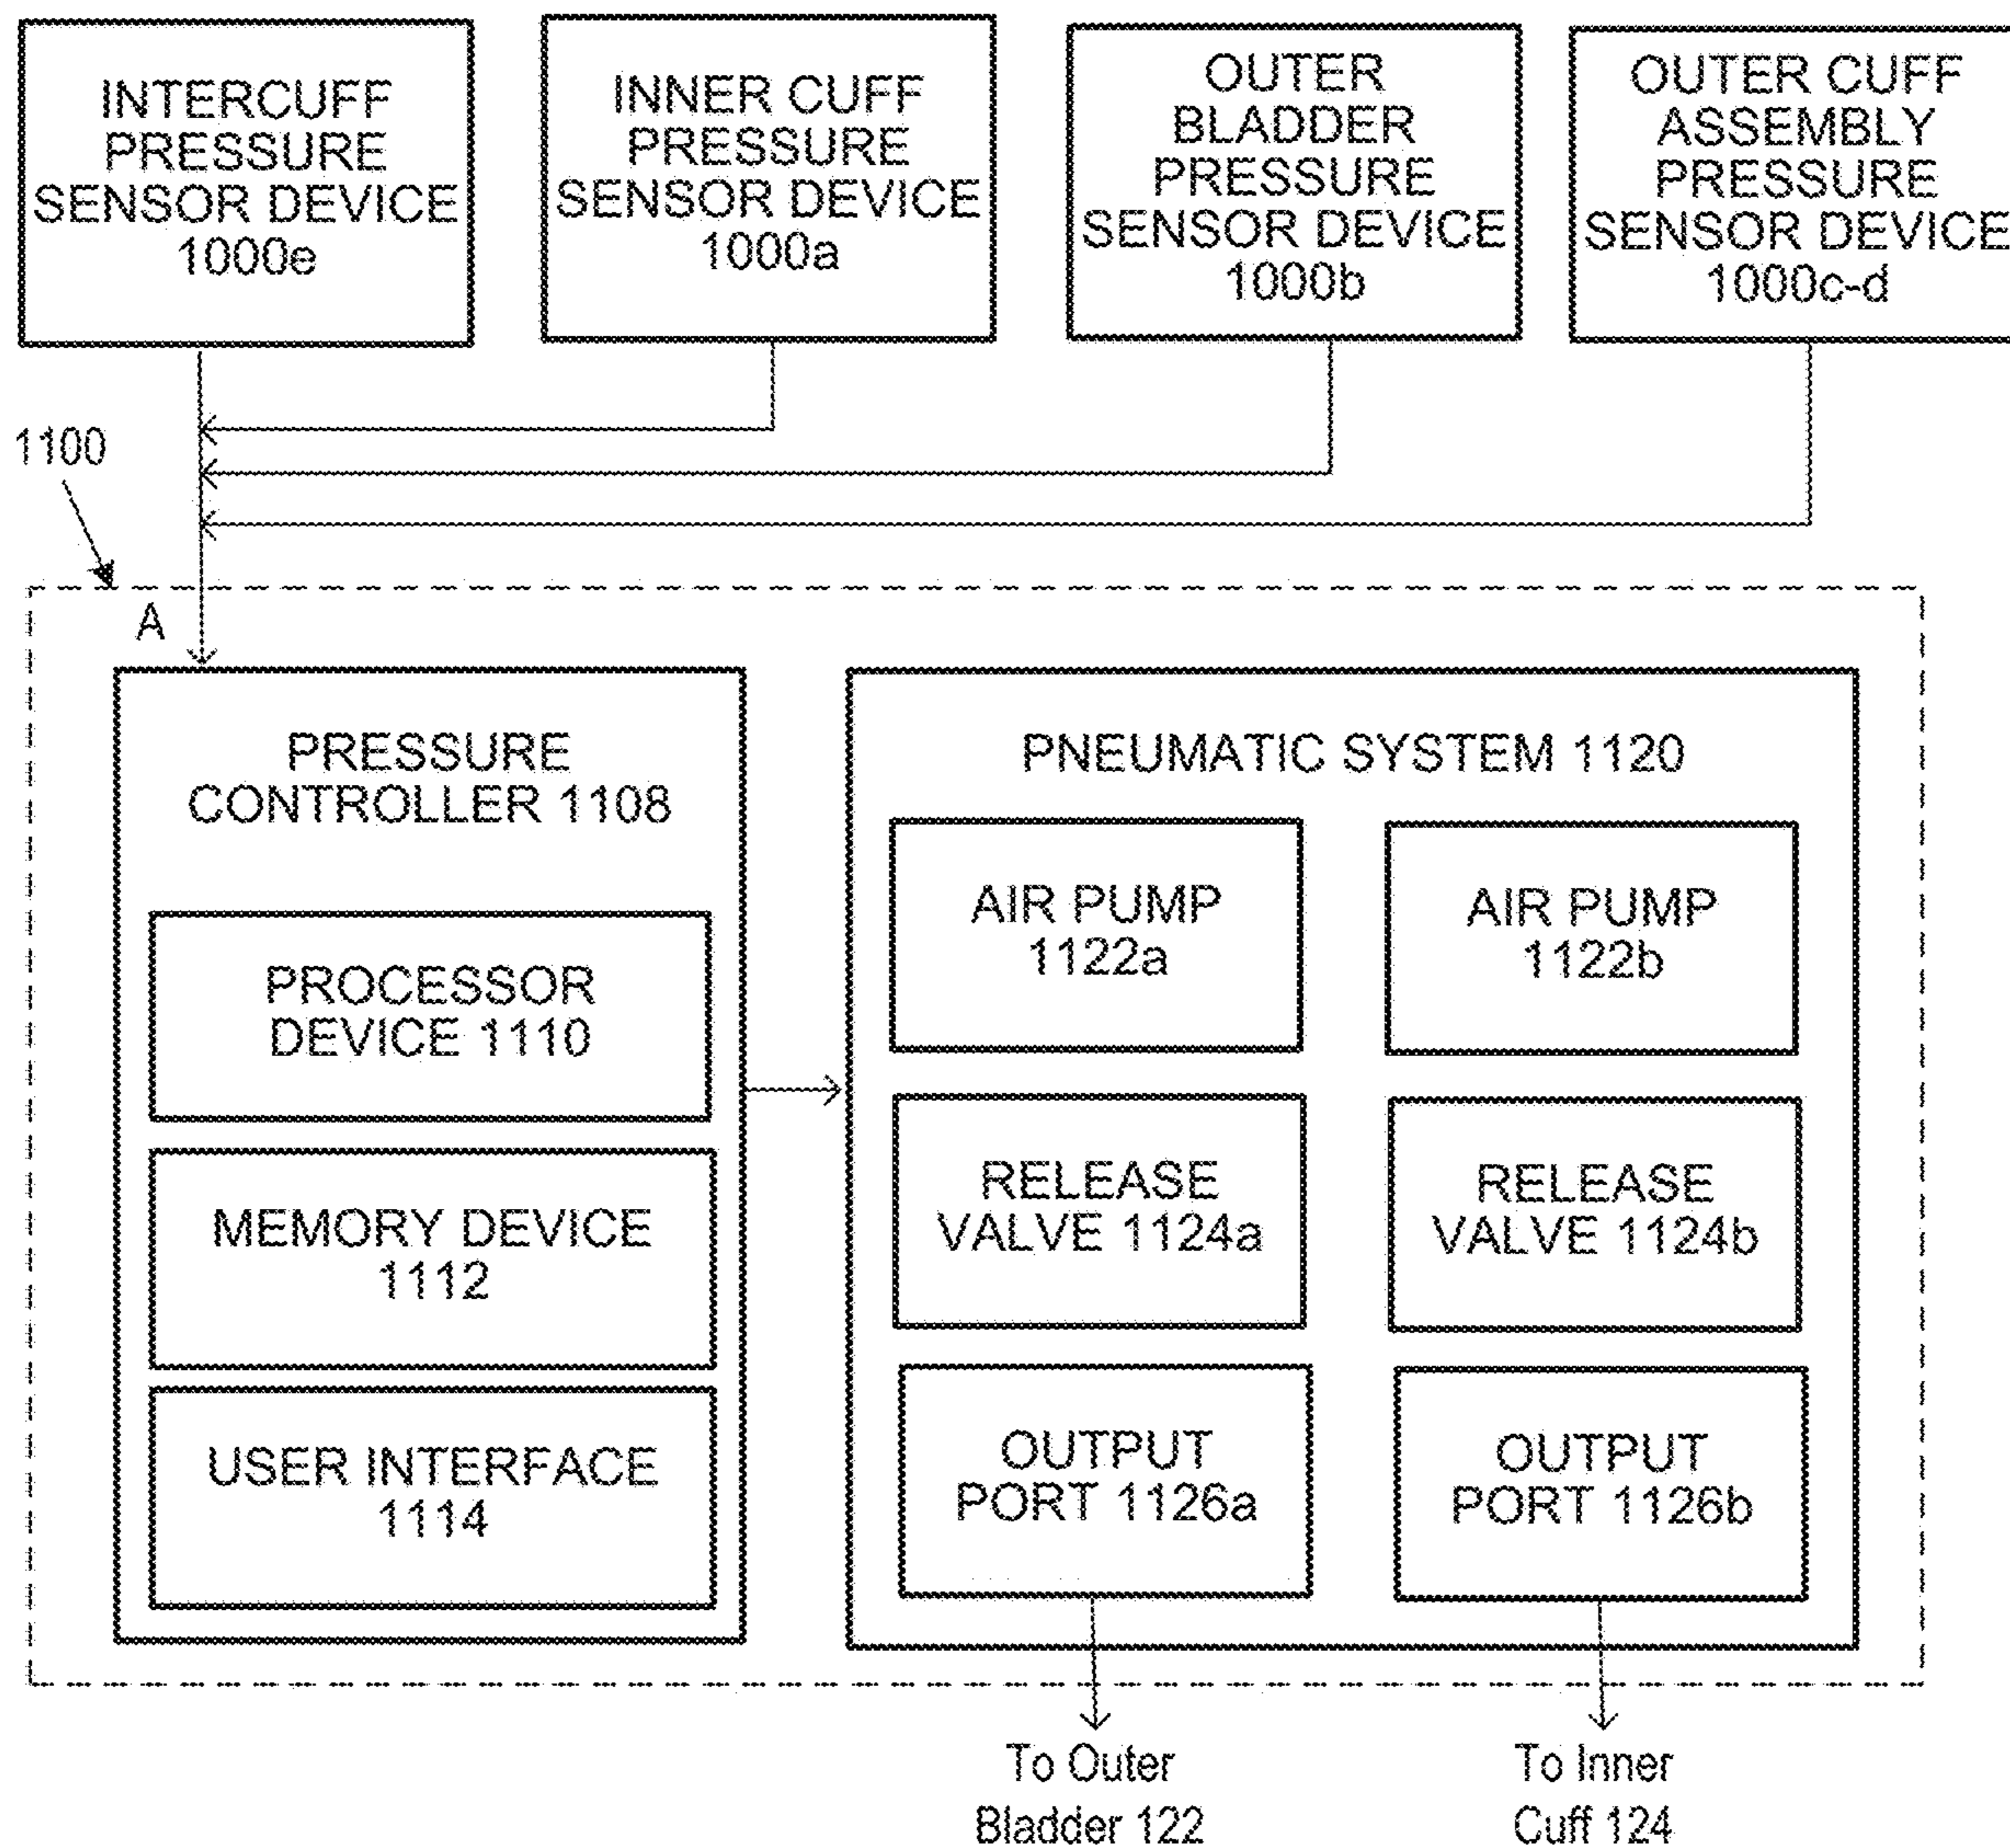 INTERCUFF
PRESSURE
SENSOR DEVICE
1000e
INNER CUFF
PRESSURE
SENSOR DEVICE
1000a
OUTER
BLADDER
PRESSURE
SENSOR DEVICE
1000b
OUTER CUFF
ASSEMBLY
PRESSURE
SENSOR DEVICE
1000c-d
1100
A
PRESSURE
CONTROLLER 1108
PROCESSOR
DEVICE 1110
MEMORY DEVICE
1112
USER INTERFACE
1114
PNEUMATIC SYSTEM 1120
AIR PUMP
1122a
AIR PUMP
1122b
RELEASE
VALVE 1124a
RELEASE
VALVE 1124b
OUTPUT
PORT 1126a
OUTPUT
PORT 1126b
To Outer
Bladder 122
To Inner
Cuff 124